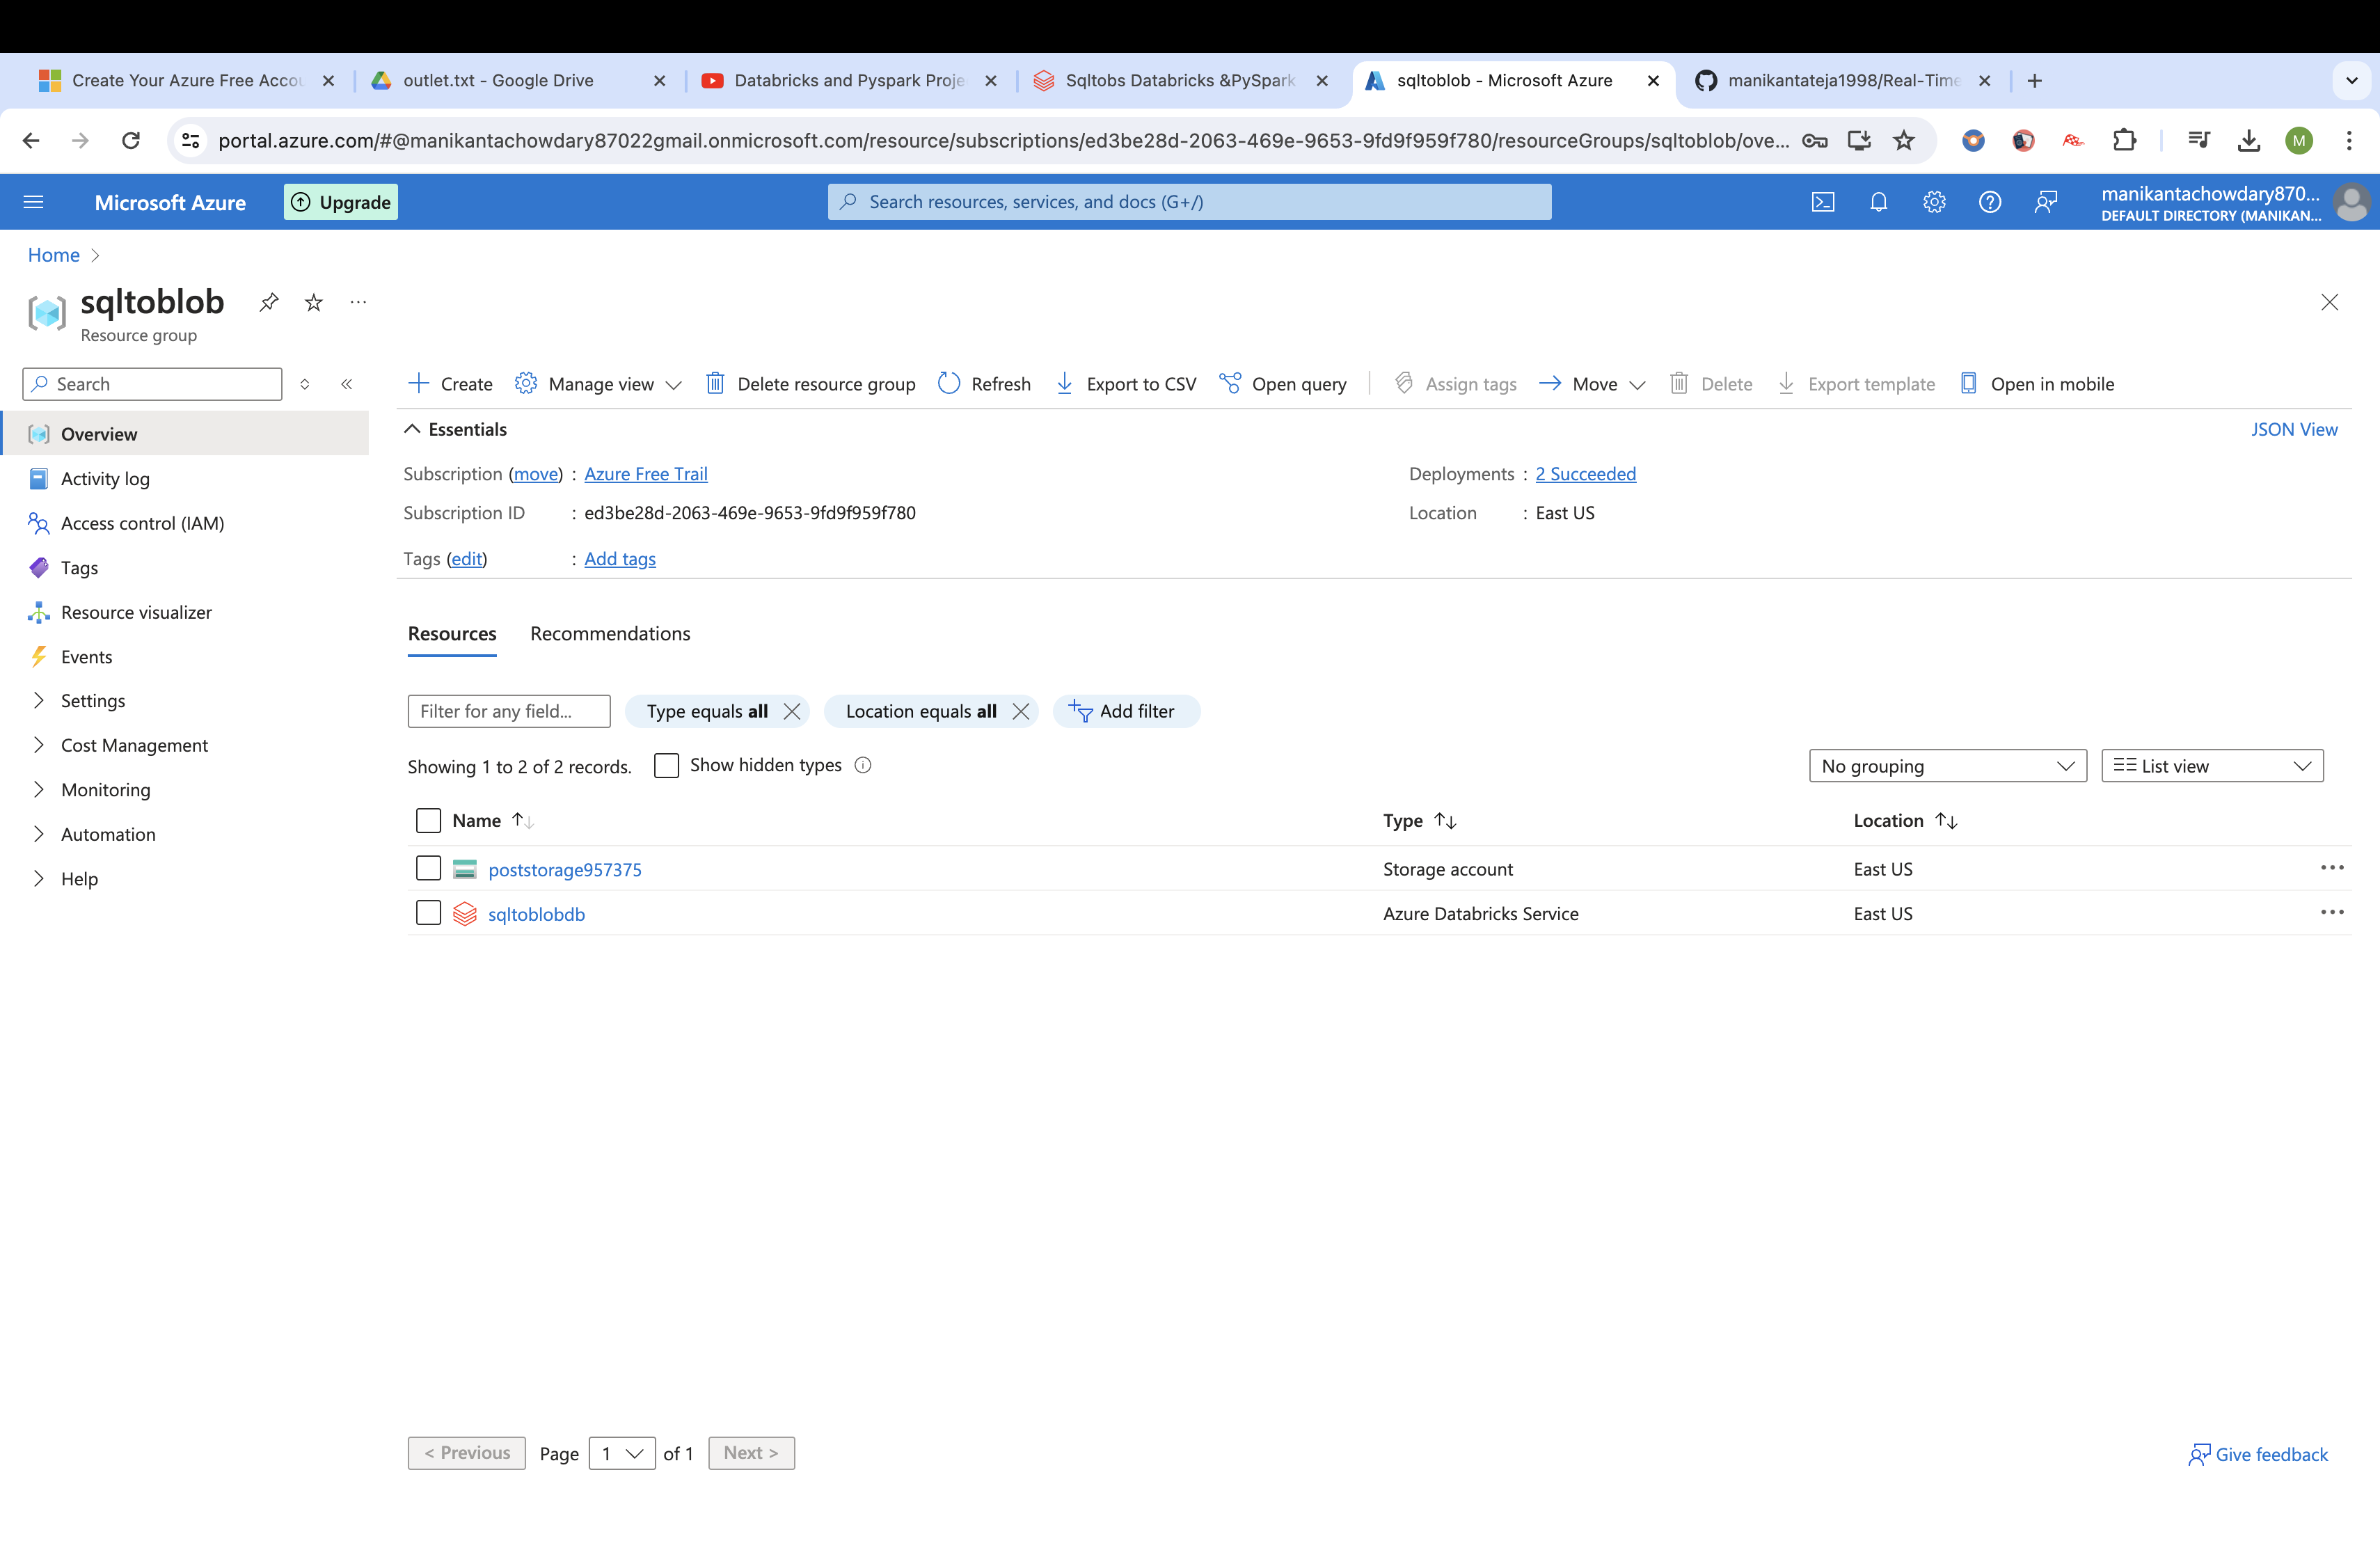 Create Your Azure Free Accou
outlet.txt - Google Drive
Databricks and Pyspark Proje
Sqltobs Databricks &PySpark
sqltoblob - Microsoft Azure
manikantateja1998/Real-Time
portal.azure.com/#@manikantachowdary87022gmail.onmicrosoft.com/resource/subscriptions/ed3be28d-2063-469e-9653-9fd9f959f780/resourceGroups/sqltoblob/ove...
M
Microsoft Azure
Upgrade
Search resources, services, and docs (G+/)
manikantachowdary870...
DEFAULT DIRECTORY (MANIKAN...
Home
sqltoblob
Resource group
Search
Create
Manage view
Delete resource group
Refresh
Export to CSV
Open query
Assign tags
Move
Delete
Export template
Open in mobile
Overview
Activity log
Access control (IAM)
Tags
Resource visualizer
Events
Settings
Cost Management
Monitoring
Automation
Help
Essentials
JSON View
Subscription (move) : Azure Free Trail
Deployments : 2 Succeeded
Subscription ID : ed3be28d-2063-469e-9653-9fd9f959f780
Location : East US
Tags (edit) : Add tags
Resources
Recommendations
Filter for any field...
Type equals all
Location equals all
Add filter
Showing 1 to 2 of 2 records.
Show hidden types
No grouping
List view
Name Type Location
poststorage957375 Storage account East US
sqltoblobdb Azure Databricks Service East US
< Previous
Page 1 of 1
Next >
Give feedback